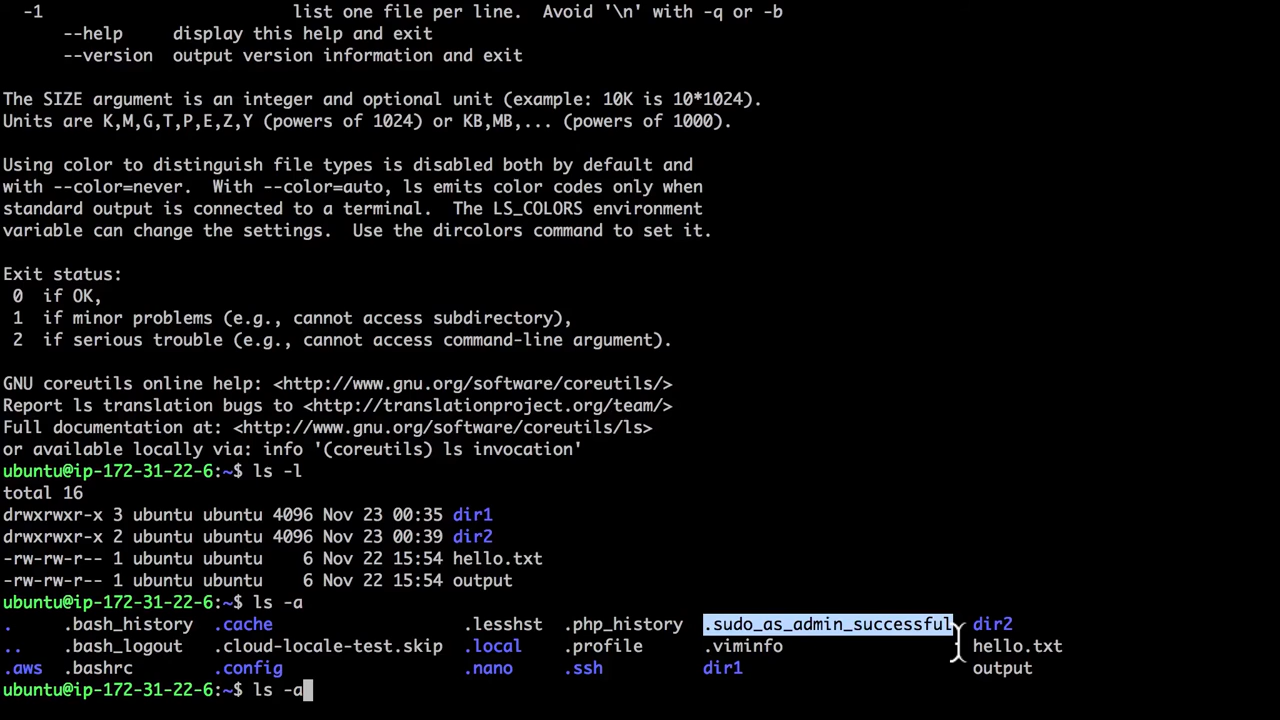 -1                         list one file per line.  Avoid '\n' with -q or -b
      --help     display this help and exit
      --version  output version information and exit

The SIZE argument is an integer and optional unit (example: 10K is 10*1024).
Units are K,M,G,T,P,E,Z,Y (powers of 1024) or KB,MB,... (powers of 1000).

Using color to distinguish file types is disabled both by default and
with --color=never.  With --color=auto, ls emits color codes only when
standard output is connected to a terminal.  The LS_COLORS environment
variable can change the settings.  Use the dircolors command to set it.

Exit status:
 0  if OK,
 1  if minor problems (e.g., cannot access subdirectory),
 2  if serious trouble (e.g., cannot access command-line argument).

GNU coreutils online help: <http://www.gnu.org/software/coreutils/>
Report ls translation bugs to <http://translationproject.org/team/>
Full documentation at: <http://www.gnu.org/software/coreutils/ls>
or available locally via: info '(coreutils) ls invocation'
ubuntu@ip-172-31-22-6:~$ ls -l
total 16
drwxrwxr-x 3 ubuntu ubuntu 4096 Nov 23 00:35 dir1
drwxrwxr-x 2 ubuntu ubuntu 4096 Nov 23 00:39 dir2
-rw-rw-r-- 1 ubuntu ubuntu    6 Nov 22 15:54 hello.txt
-rw-rw-r-- 1 ubuntu ubuntu    6 Nov 22 15:54 output
ubuntu@ip-172-31-22-6:~$ ls -a
.     .bash_history  .cache                   .lesshst  .php_history  .sudo_as_admin_successful  dir2
..    .bash_logout   .cloud-locale-test.skip  .local    .profile      .viminfo                   hello.txt
.aws  .bashrc        .config                  .nano     .ssh          dir1                       output
ubuntu@ip-172-31-22-6:~$ ls -a